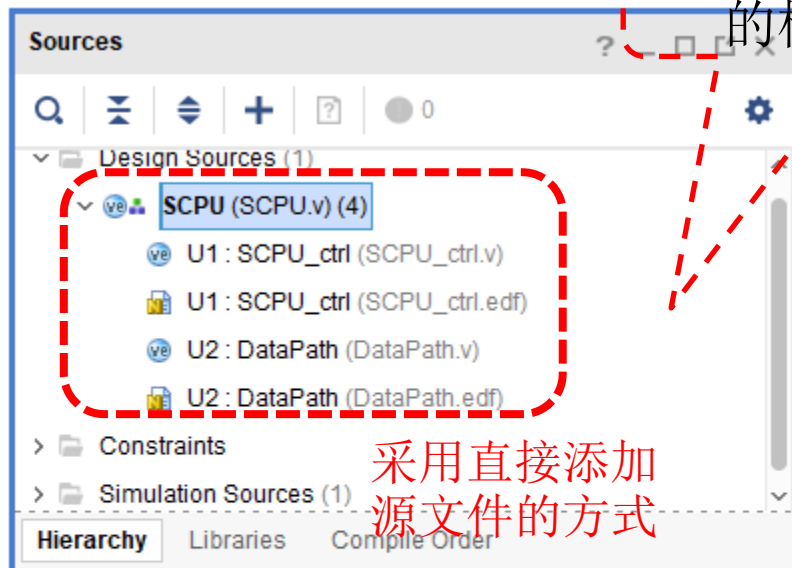 的
Sources
0
Design Sources (1)
SCPU (SCPU.v) (4)
U1 : SCPU_ctrl (SCPU_ctrl.v)
U1 : SCPU_ctrl (SCPU_ctrl.edf)
U2 : DataPath (DataPath.v)
U2 : DataPath (DataPath.edf)
Constraints
Simulation Sources (1)
采用直接添加
源文件的方式
Hierarchy Libraries Compile Order